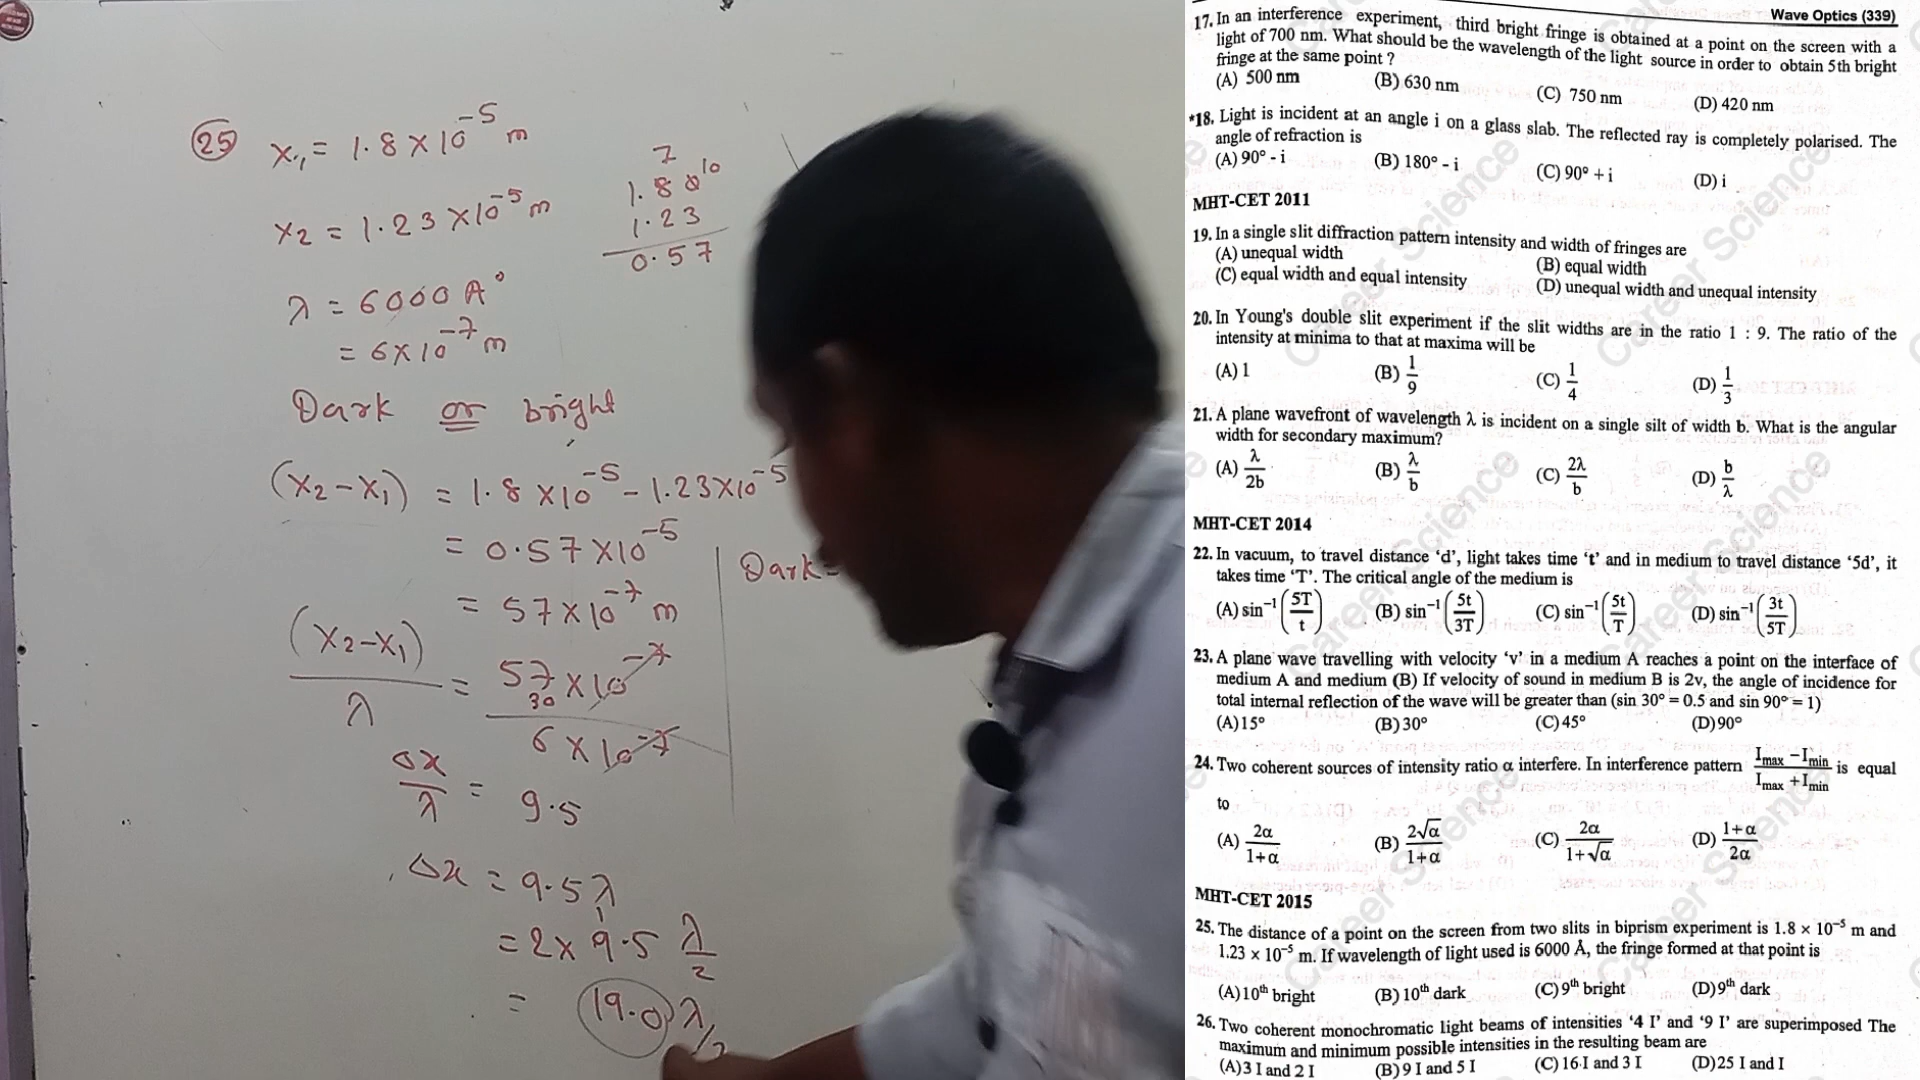 25 x₁ = 1.8 × 10⁻⁵ m
x₂ = 1.23 × 10⁻⁵ m
7
1.8 0 10
1.23
0.57
λ = 6000 A°
= 6×10⁻⁷ m
Dark or bright
(x₂-x₁) = 1.8 ×10⁻⁵ - 1.23×10⁻⁵
= 0.57 ×10⁻⁵
= 57×10⁻⁷ m
Dark=
(x₂-x₁)/λ = 57 30 × 10⁻⁷ / 6 × 10⁻⁷
Δx/λ = 9.5
Δx = 9.5 λ
= 2 × 9.5 λ/2
= 19.0 λ/2
Wave Optics (339)
17. In an interference experiment, third bright fringe is obtained at a point on the screen with a
light of 700 nm. What should be the wavelength of the light source in order to obtain 5th bright
fringe at the same point ?
(A) 500 nm (B) 630 nm (C) 750 nm (D) 420 nm
*18. Light is incident at an angle i on a glass slab. The reflected ray is completely polarised. The
angle of refraction is
(A) 90° - i (B) 180° - i (C) 90° + i (D) i
MHT-CET 2011
19. In a single slit diffraction pattern intensity and width of fringes are
(A) unequal width (B) equal width
(C) equal width and equal intensity (D) unequal width and unequal intensity
20. In Young's double slit experiment if the slit widths are in the ratio 1 : 9. The ratio of the
intensity at minima to that at maxima will be
(A) 1 (B) 1/9 (C) 1/4 (D) 1/3
21. A plane wavefront of wavelength λ is incident on a single silt of width b. What is the angular
width for secondary maximum?
(A) λ/2b (B) λ/b (C) 2λ/b (D) b/λ
MHT-CET 2014
22. In vacuum, to travel distance ‘d’, light takes time ‘t’ and in medium to travel distance ‘5d’, it
takes time ‘T’. The critical angle of the medium is
(A) sin⁻¹(5T/t) (B) sin⁻¹(5t/3T) (C) sin⁻¹(5t/T) (D) sin⁻¹(3t/5T)
23. A plane wave travelling with velocity ‘v’ in a medium A reaches a point on the interface of
medium A and medium (B) If velocity of sound in medium B is 2v, the angle of incidence for
total internal reflection of the wave will be greater than (sin 30° = 0.5 and sin 90° = 1)
(A) 15° (B) 30° (C) 45° (D) 90°
24. Two coherent sources of intensity ratio α interfere. In interference pattern (Imax − Imin)/(Imax + Imin) is equal
to
(A) 2α/(1+α) (B) 2√α/(1+α) (C) 2α/(1+√α) (D) (1+α)/2α
MHT-CET 2015
25. The distance of a point on the screen from two slits in biprism experiment is 1.8 × 10⁻⁵ m and
1.23 × 10⁻⁵ m. If wavelength of light used is 6000 Å, the fringe formed at that point is
(A) 10th bright (B) 10th dark (C) 9th bright (D) 9th dark
26. Two coherent monochromatic light beams of intensities ‘4 I’ and ‘9 I’ are superimposed The
maximum and minimum possible intensities in the resulting beam are
(A) 3 I and 2 I (B) 9 I and 5 I (C) 16 I and 3 I (D) 25 I and I
Career Science